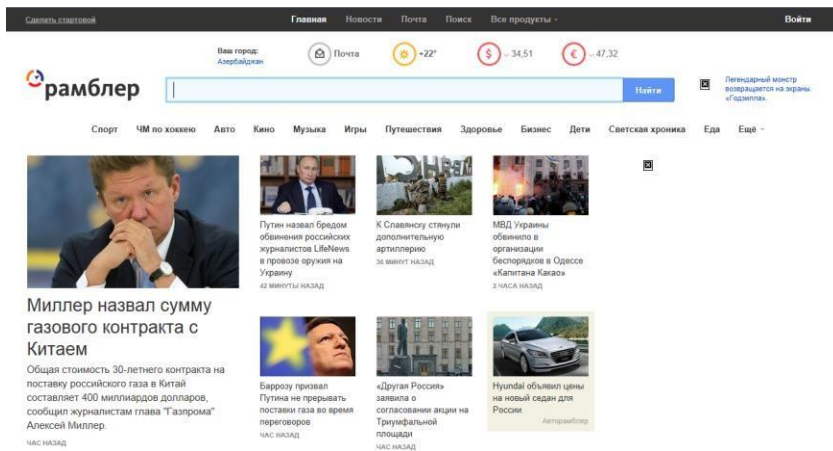 Сделать стартовой
Главная Новости Почта Поиск Все продукты
Войти
Ваш город:
Азербайджан
Почта
+22°
$ 34,51
€ 47,32
рамблер
Найти
Легендарный монстр
возвращается на экраны.
«Годзилла».
Спорт ЧМ по хоккею Авто Кино Музыка Игры Путешествия Здоровье Бизнес Дети Светская хроника Еда Ещё
Миллер назвал сумму
газового контракта с
Китаем
Общая стоимость 30-летнего контракта на
поставку российского газа в Китай
составляет 400 миллиардов долларов,
сообщил журналистам глава "Газпрома"
Алексей Миллер.
ЧАС НАЗАД
Путин назвал бредом
обвинения российских
журналистов LifeNews
в провозе оружия на
Украину
42 МИНУТЫ НАЗАД
К Славянску стянули
дополнительную
артиллерию
36 МИНУТ НАЗАД
МВД Украины
обвинило в
организации
беспорядков в Одессе
«Капитана Какао»
2 ЧАСА НАЗАД
Баррозу призвал
Путина не прерывать
поставки газа во время
переговоров
ЧАС НАЗАД
«Другая Россия»
заявила о
согласовании акции на
Триумфальной
площади
ЧАС НАЗАД
Hyundai объявил цены
на новый седан для
России
Авторамблер